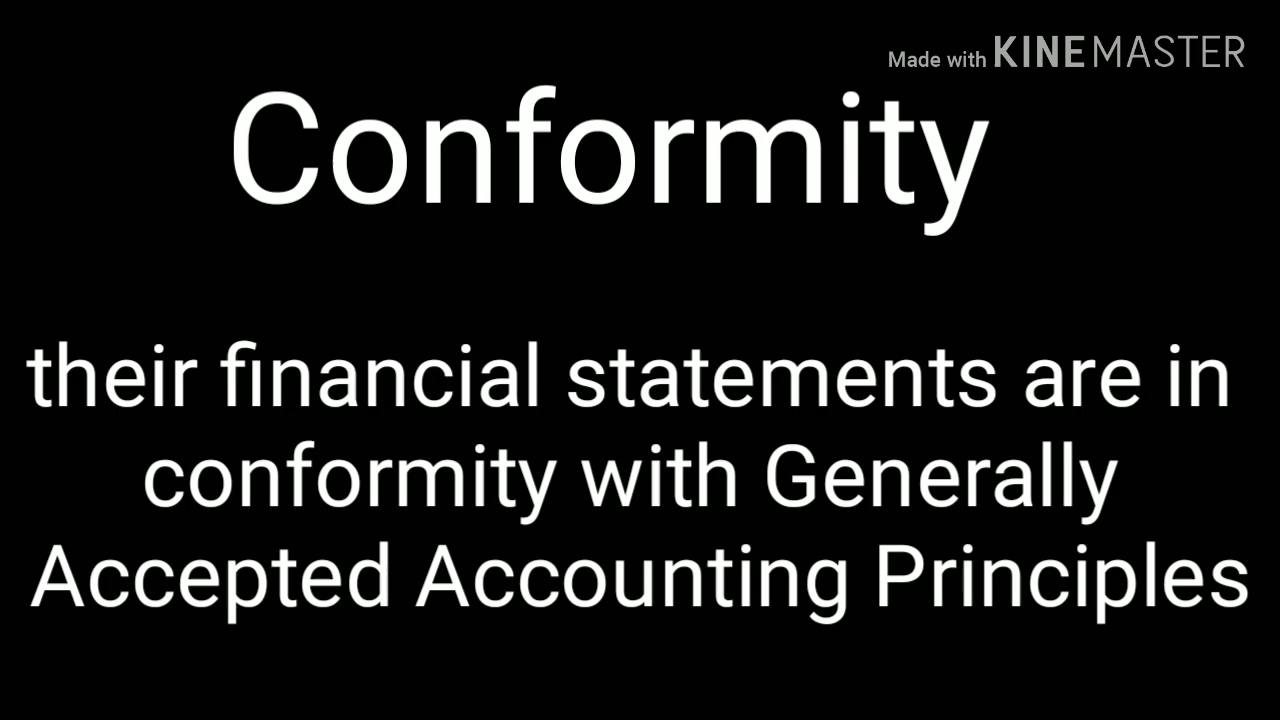 Made with KINEMASTER
Conformity
their financial statements are in
conformity with Generally
Accepted Accounting Principles